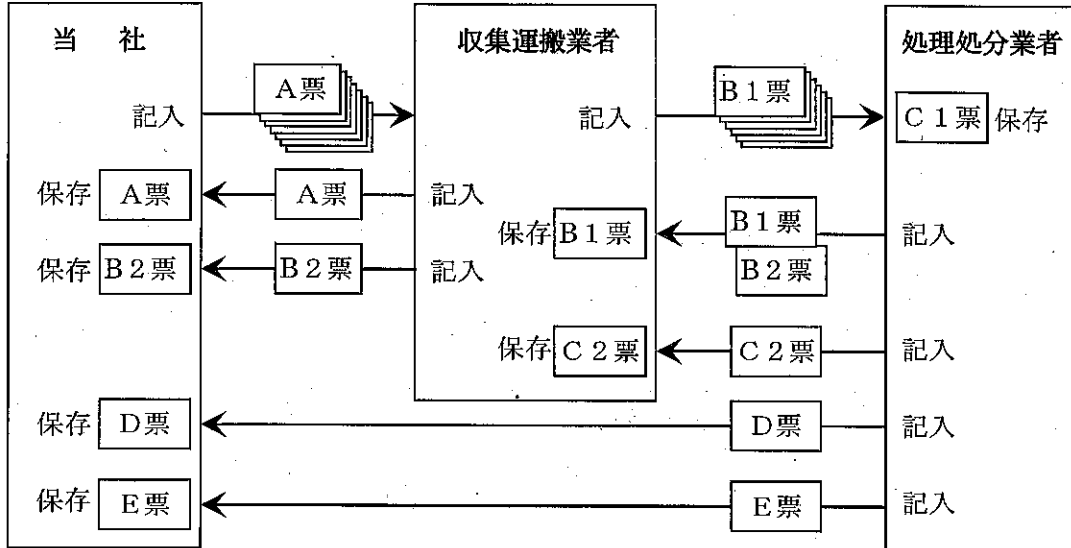 当 社
収集運搬業者
処理処分業者
記入
A票
記入
B1票
C1票 保存
保存 A票
A票
記入
保存 B1票
B1票
B2票
記入
保存 B2票
B2票
記入
保存 C2票
C2票
記入
保存 D票
D票
記入
保存 E票
E票
記入